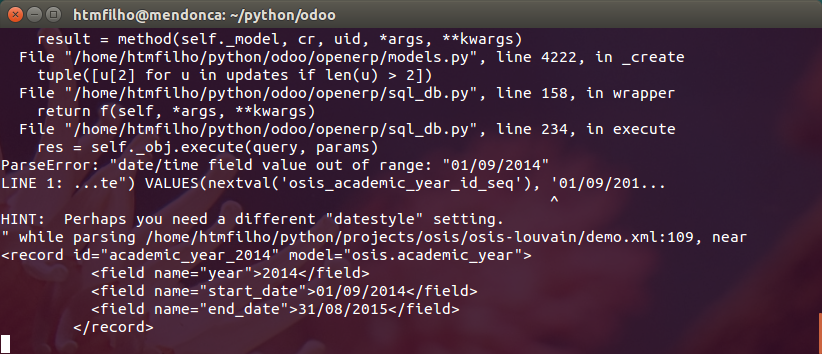 htmfilho@mendonca: ~/python/odoo
    result = method(self._model, cr, uid, *args, **kwargs)
  File "/home/htmfilho/python/odoo/openerp/models.py", line 4222, in _create
    tuple([u[2] for u in updates if len(u) > 2])
  File "/home/htmfilho/python/odoo/openerp/sql_db.py", line 158, in wrapper
    return f(self, *args, **kwargs)
  File "/home/htmfilho/python/odoo/openerp/sql_db.py", line 234, in execute
    res = self._obj.execute(query, params)
ParseError: "date/time field value out of range: "01/09/2014"
LINE 1: ...te") VALUES(nextval('osis_academic_year_id_seq'), '01/09/201...
                                                             ^
HINT:  Perhaps you need a different "datestyle" setting.
" while parsing /home/htmfilho/python/projects/osis/osis-louvain/demo.xml:109, near
<record id="academic_year_2014" model="osis.academic_year">
          <field name="year">2014</field>
          <field name="start_date">01/09/2014</field>
          <field name="end_date">31/08/2015</field>
        </record>